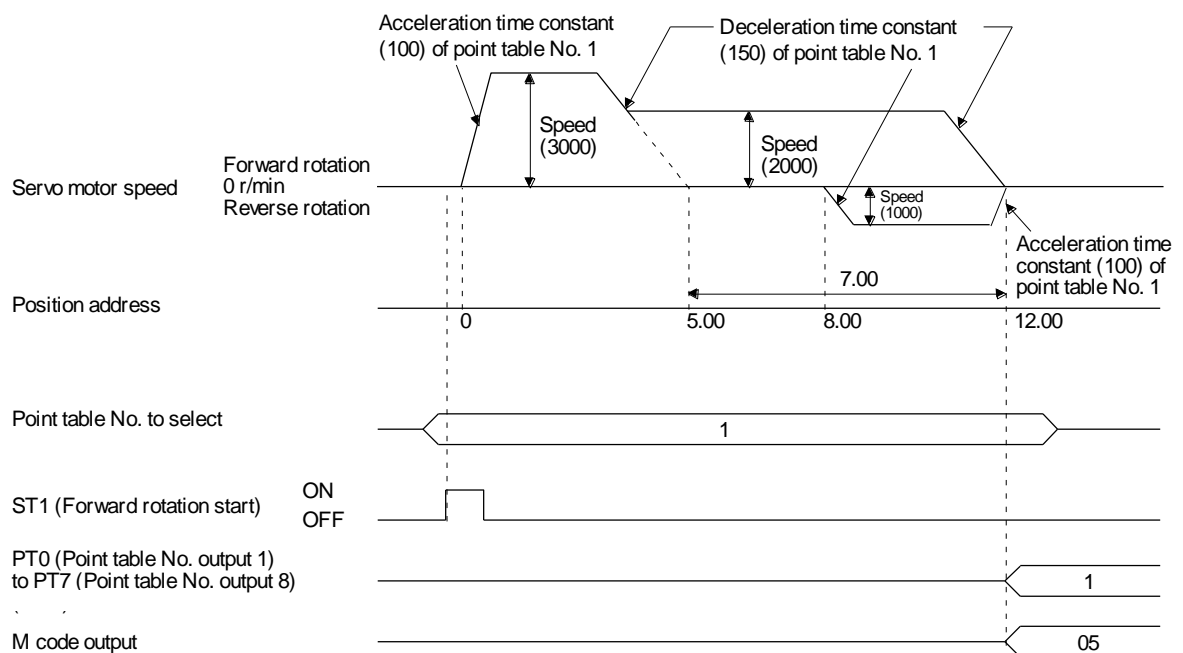 Acceleration time constant
(100) of point table No. 1
Deceleration time constant
(150) of point table No. 1
Speed
(3000)
Speed
(2000)
Forward rotation
Servo motor speed
0 r/min
Reverse rotation
Speed
(1000)
Acceleration time
constant (100) of
point table No. 1
7.00
Position address
0
5.00
8.00
12.00
Point table No. to select
1
ST1 (Forward rotation start)
ON
OFF
PT0 (Point table No. output 1)
to PT7 (Point table No. output 8)
1
M code output
05